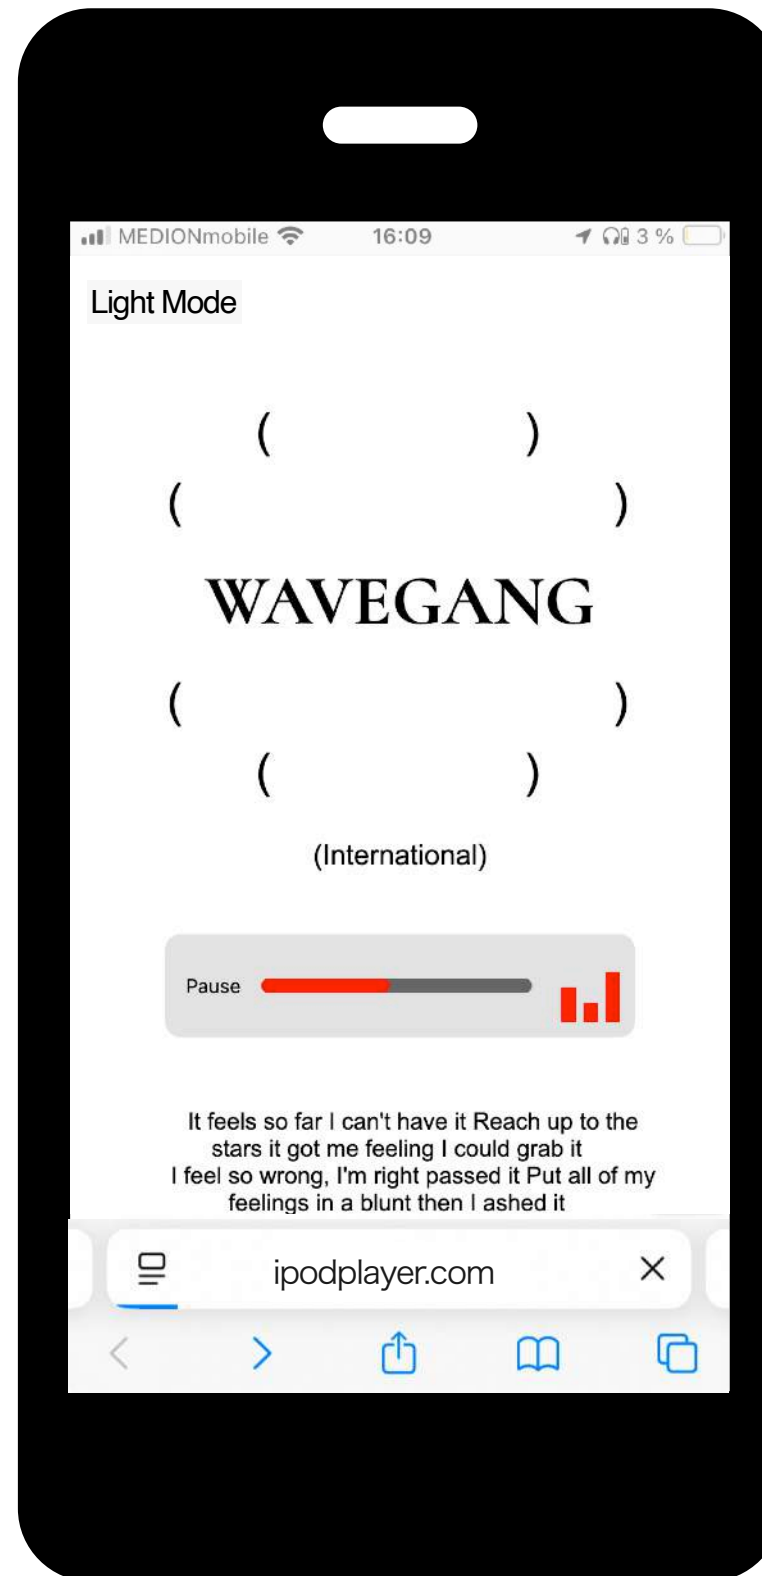 MEDIONmobile 16:09 3 %
Light Mode
( )
( )
WAVEGANG
( )
( )
(International)
Pause
It feels so far I can't have it Reach up to the
stars it got me feeling I could grab it
I feel so wrong, I'm right passed it Put all of my
feelings in a blunt then I ashed it
ipodplayer.com